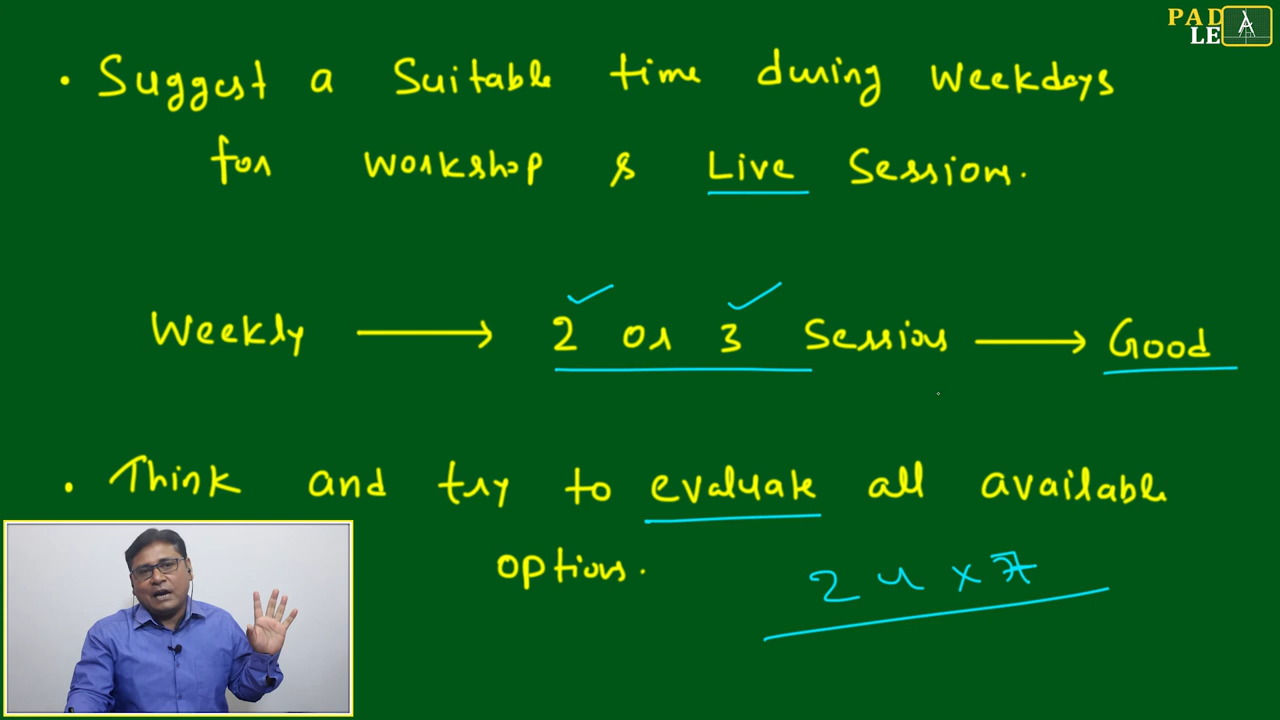 PAD
LE
• Suggest a Suitable time during weekdays
for workshop & Live Sessions.
Weekly → 2 or 3 Sessions → Good
• Think and try to evaluate all available
options.
24 x 7